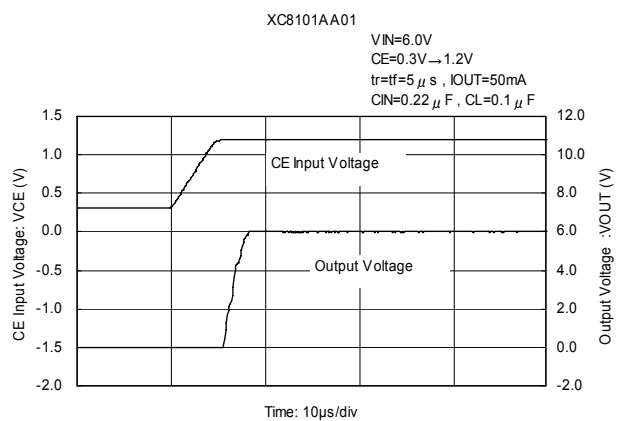 XC8101AA01
VIN=6.0V
CE=0.3V→1.2V
tr=tf=5μs , IOUT=50mA
CIN=0.22μF , CL=0.1μF
1.5
1.0
0.5
0.0
-0.5
-1.0
-1.5
-2.0
CE Input Voltage: VCE (V)
CE Input Voltage
Output Voltage
12.0
10.0
8.0
6.0
4.0
2.0
0.0
-2.0
Output Voltage :VOUT (V)
Time: 10μs/div